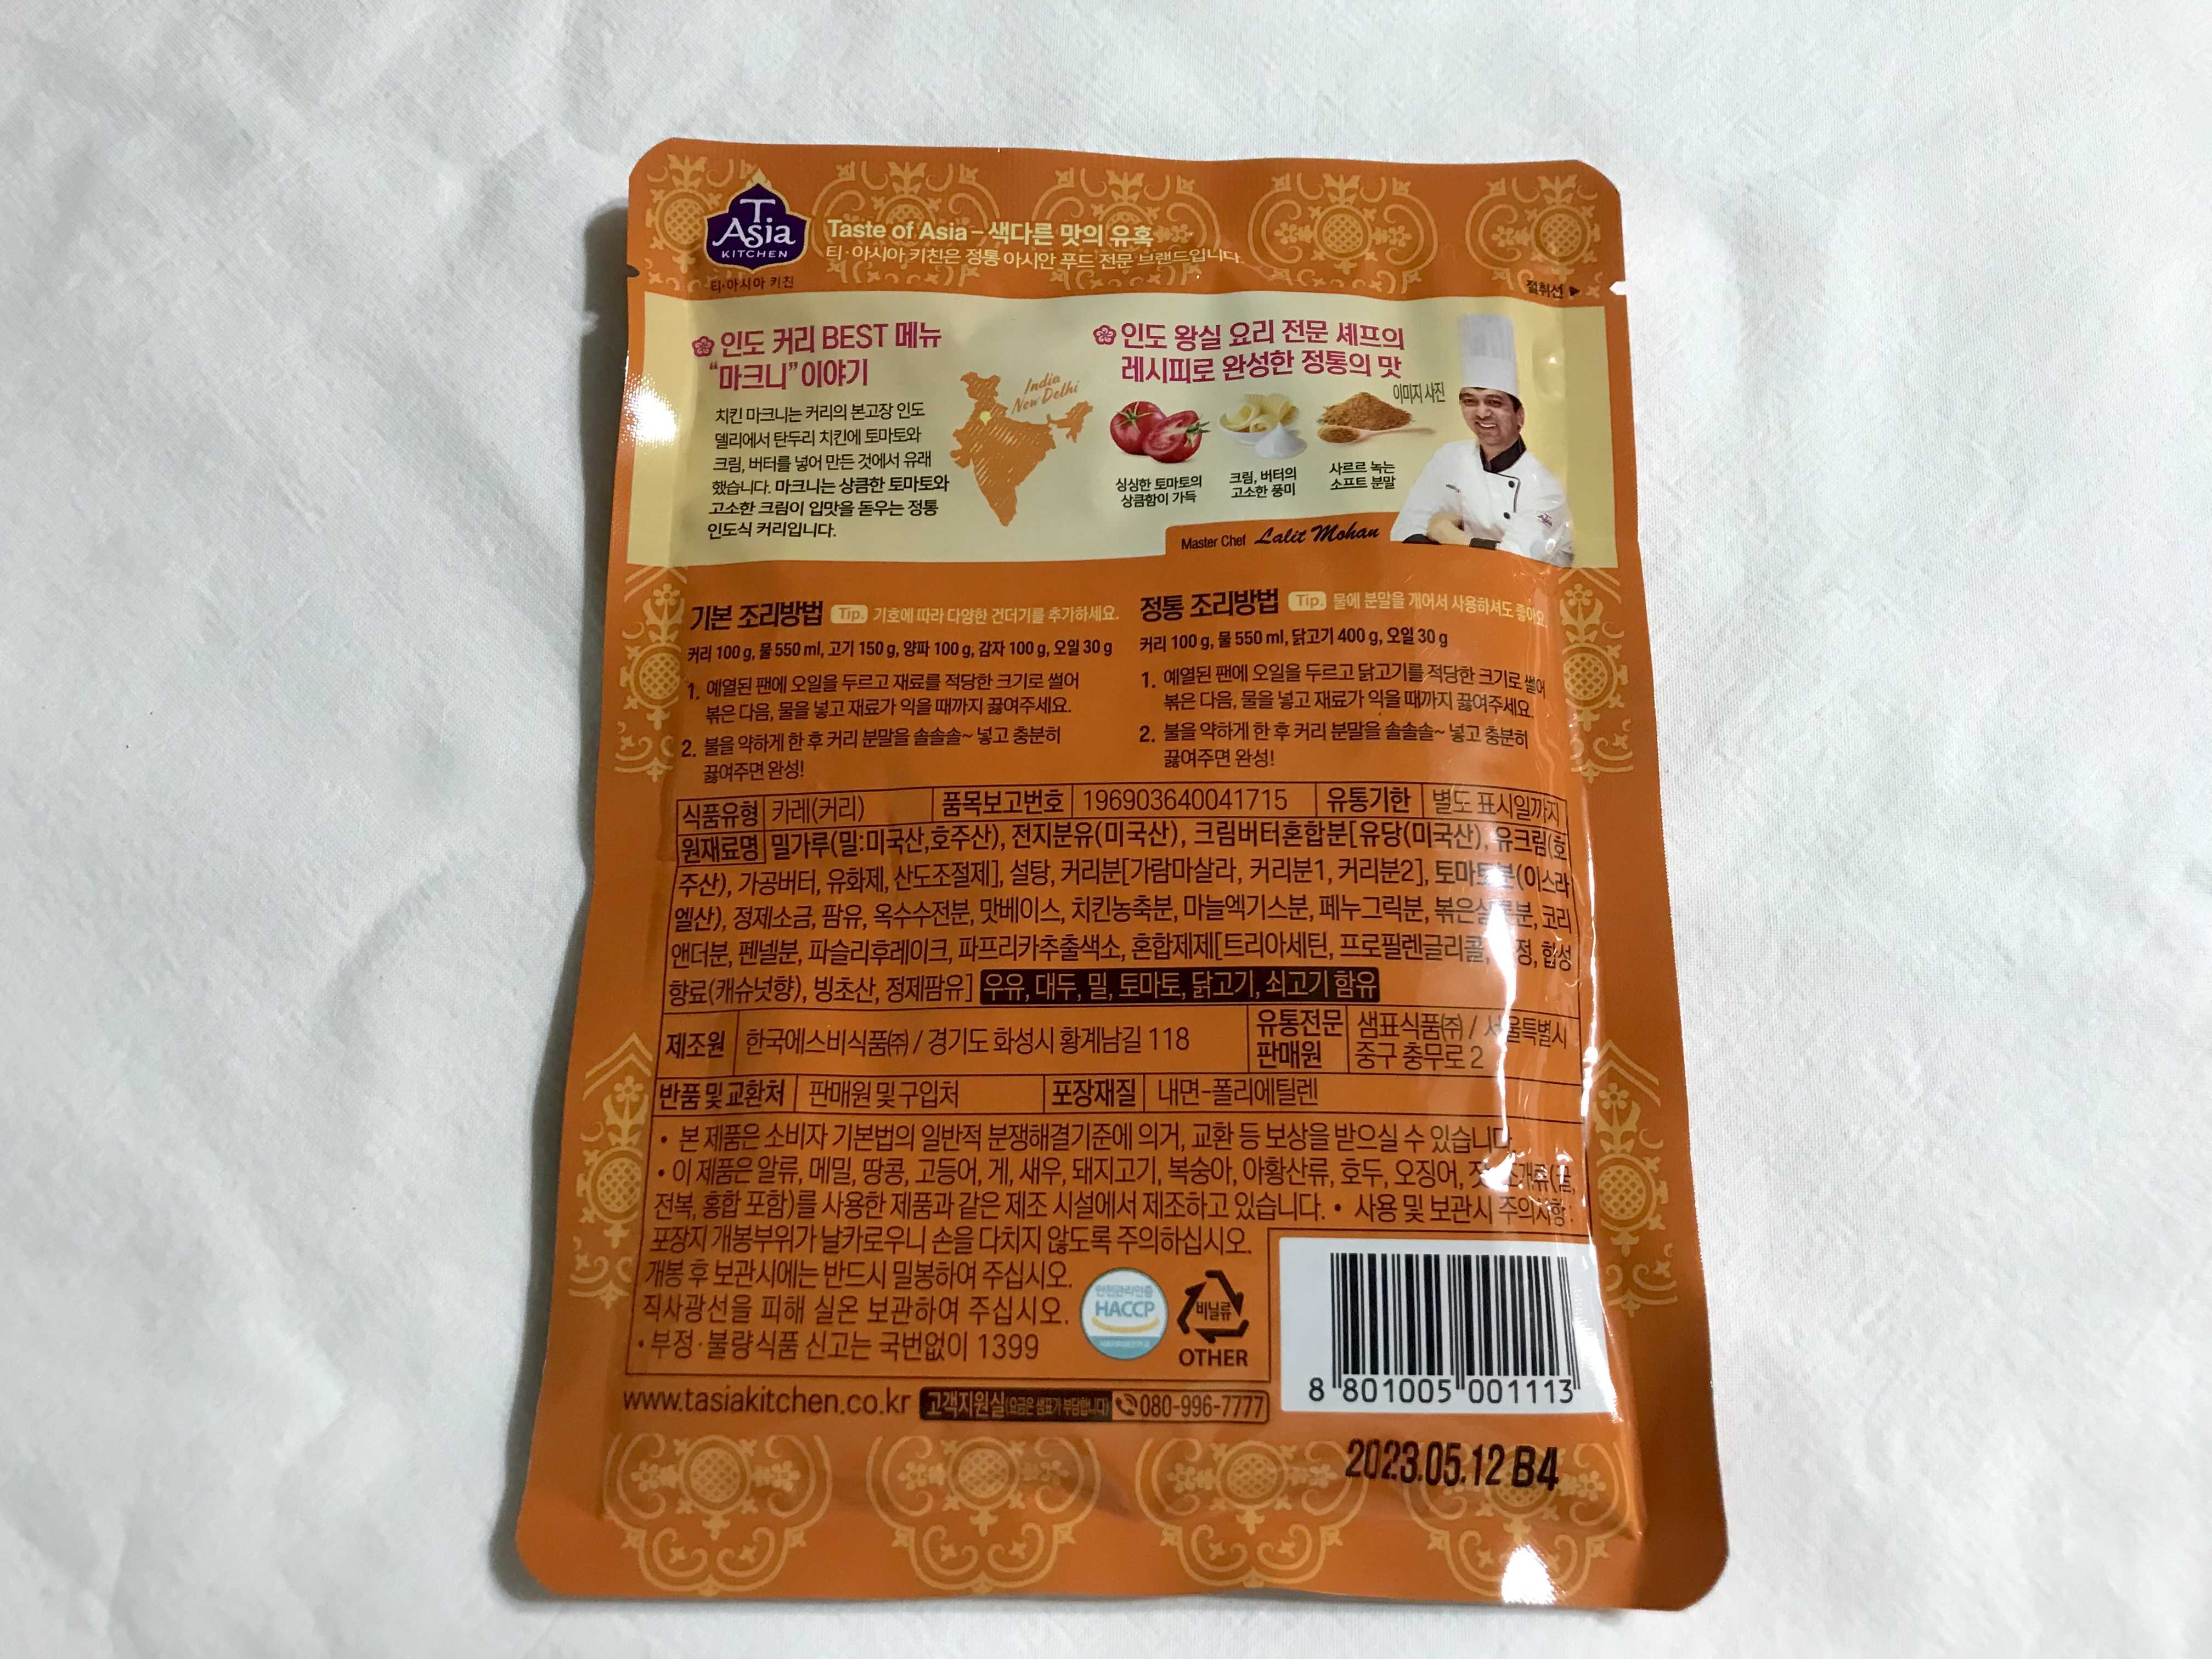 T.
Asia
KITCHEN
티·아시아 키친
Taste of Asia – 색다른 맛의 유혹
티·아시아 키친은 정통 아시안 푸드 전문 브랜드입니다.
절취선 ▶
인도 커리 BEST 메뉴
“마크니” 이야기
치킨 마크니는 커리의 본고장 인도
델리에서 탄두리 치킨에 토마토와
크림, 버터를 넣어 만든 것에서 유래
했습니다. 마크니는 상큼한 토마토와
고소한 크림이 입맛을 돋우는 정통
인도식 커리입니다.
India
New Delhi
인도 왕실 요리 전문 셰프의
레시피로 완성한 정통의 맛
이미지 사진
싱싱한 토마토의
상큼함이 가득
크림, 버터의
고소한 풍미
사르르 녹는
소프트 분말
Master Chef Lalit Mohan
기본 조리방법 Tip. 기호에 따라 다양한 건더기를 추가하세요.
커리 100 g, 물 550 ml, 고기 150 g, 양파 100 g, 감자 100 g, 오일 30 g
1. 예열된 팬에 오일을 두르고 재료를 적당한 크기로 썰어
볶은 다음, 물을 넣고 재료가 익을 때까지 끓여주세요.
2. 불을 약하게 한 후 커리 분말을 솔솔솔~ 넣고 충분히
끓여주면 완성!
정통 조리방법 Tip. 물에 분말을 개어서 사용하셔도 좋아요.
커리 100 g, 물 550 ml, 닭고기 400 g, 오일 30 g
1. 예열된 팬에 오일을 두르고 닭고기를 적당한 크기로 썰어
볶은 다음, 물을 넣고 재료가 익을 때까지 끓여주세요.
2. 불을 약하게 한 후 커리 분말을 솔솔솔~ 넣고 충분히
끓여주면 완성!
식품유형 카레(커리) 품목보고번호 196903640041715 유통기한 별도 표시일까지
원재료명 밀가루(밀:미국산,호주산), 전지분유(미국산), 크림버터혼합분[유당(미국산), 유크림(호
주산), 가공버터, 유화제, 산도조절제], 설탕, 커리분[가람마살라, 커리분1, 커리분2], 토마토분(이스라
엘산), 정제소금, 팜유, 옥수수전분, 맛베이스, 치킨농축분, 마늘엑기스분, 페누그릭분, 코리
앤더분, 펜넬분, 파슬리후레이크, 파프리카추출색소, 혼합제제[트리아세틴, 프로필렌글리콜, 합성
향료(캐슈넛향), 빙초산, 정제팜유] 우유, 대두, 밀, 토마토, 닭고기, 쇠고기 함유
제조원 한국에스비식품㈜ / 경기도 화성시 황계남길 118
유통전문 판매원 샘표식품㈜ / 서울특별시
중구 충무로 2
반품 및 교환처 판매원 및 구입처 포장재질 내면-폴리에틸렌
• 본 제품은 소비자 기본법의 일반적 분쟁해결기준에 의거, 교환 등 보상을 받으실 수 있습니다.
• 이 제품은 알류, 메밀, 땅콩, 고등어, 게, 새우, 돼지고기, 복숭아, 아황산류, 호두, 오징어, 잣, 조개류(굴,
전복, 홍합 포함)를 사용한 제품과 같은 제조 시설에서 제조하고 있습니다. • 사용 및 보관시 주의사항 :
포장지 개봉부위가 날카로우니 손을 다치지 않도록 주의하십시오.
개봉 후 보관시에는 반드시 밀봉하여 주십시오.
직사광선을 피해 실온 보관하여 주십시오.
• 부정·불량식품 신고는 국번없이 1399
안전관리인증
HACCP
비닐류
OTHER
www.tasiakitchen.co.kr 고객지원실(요금은 샘표가 부담합니다) 080-996-7777
8 801005 001113
2023.05.12 B4